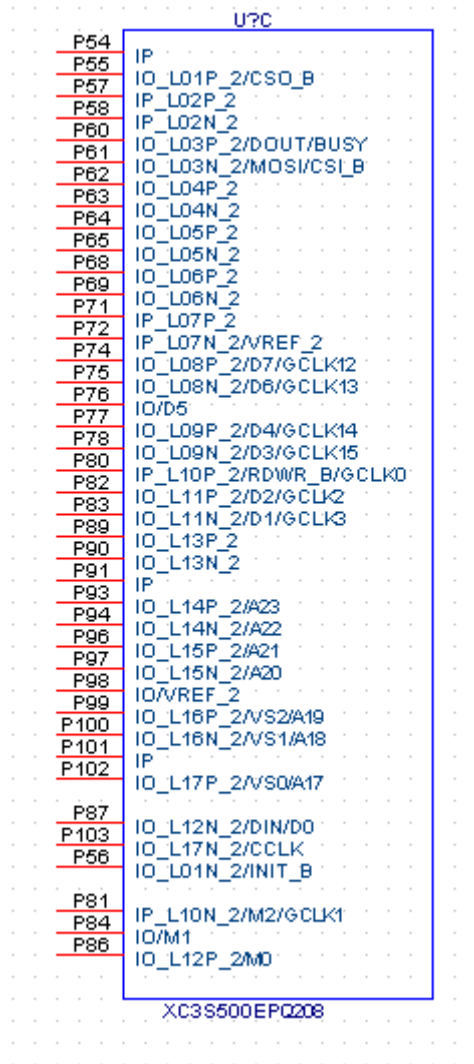 U?C
P54 IP
P55 IO_L01P_2/CSO_B
P57 IP_L02P_2
P58 IP_L02N_2
P60 IO_L03P_2/DOUT/BUSY
P61 IO_L03N_2/MOSI/CSI_B
P62 IO_L04P_2
P63 IO_L04N_2
P64 IO_L05P_2
P65 IO_L05N_2
P68 IO_L06P_2
P69 IO_L06N_2
P71 IP_L07P_2
P72 IP_L07N_2/VREF_2
P74 IO_L08P_2/D7/GCLK12
P75 IO_L08N_2/D6/GCLK13
P76 IO/D5
P77 IO_L09P_2/D4/GCLK14
P78 IO_L09N_2/D3/GCLK15
P80 IP_L10P_2/RDWR_B/GCLK0
P82 IO_L11P_2/D2/GCLK2
P83 IO_L11N_2/D1/GCLK3
P89 IO_L13P_2
P90 IO_L13N_2
P91 IP
P93 IO_L14P_2/A23
P94 IO_L14N_2/A22
P96 IO_L15P_2/A21
P97 IO_L15N_2/A20
P98 IO/VREF_2
P99 IO_L16P_2/VS2/A19
P100 IO_L16N_2/VS1/A18
P101 IP
P102 IO_L17P_2/VS0/A17
P87 IO_L12N_2/DIN/D0
P103 IO_L17N_2/CCLK
P56 IO_L01N_2/INIT_B
P81 IP_L10N_2/M2/GCLK1
P84 IO/M1
P86 IO_L12P_2/M0
XC3S500EPQ208